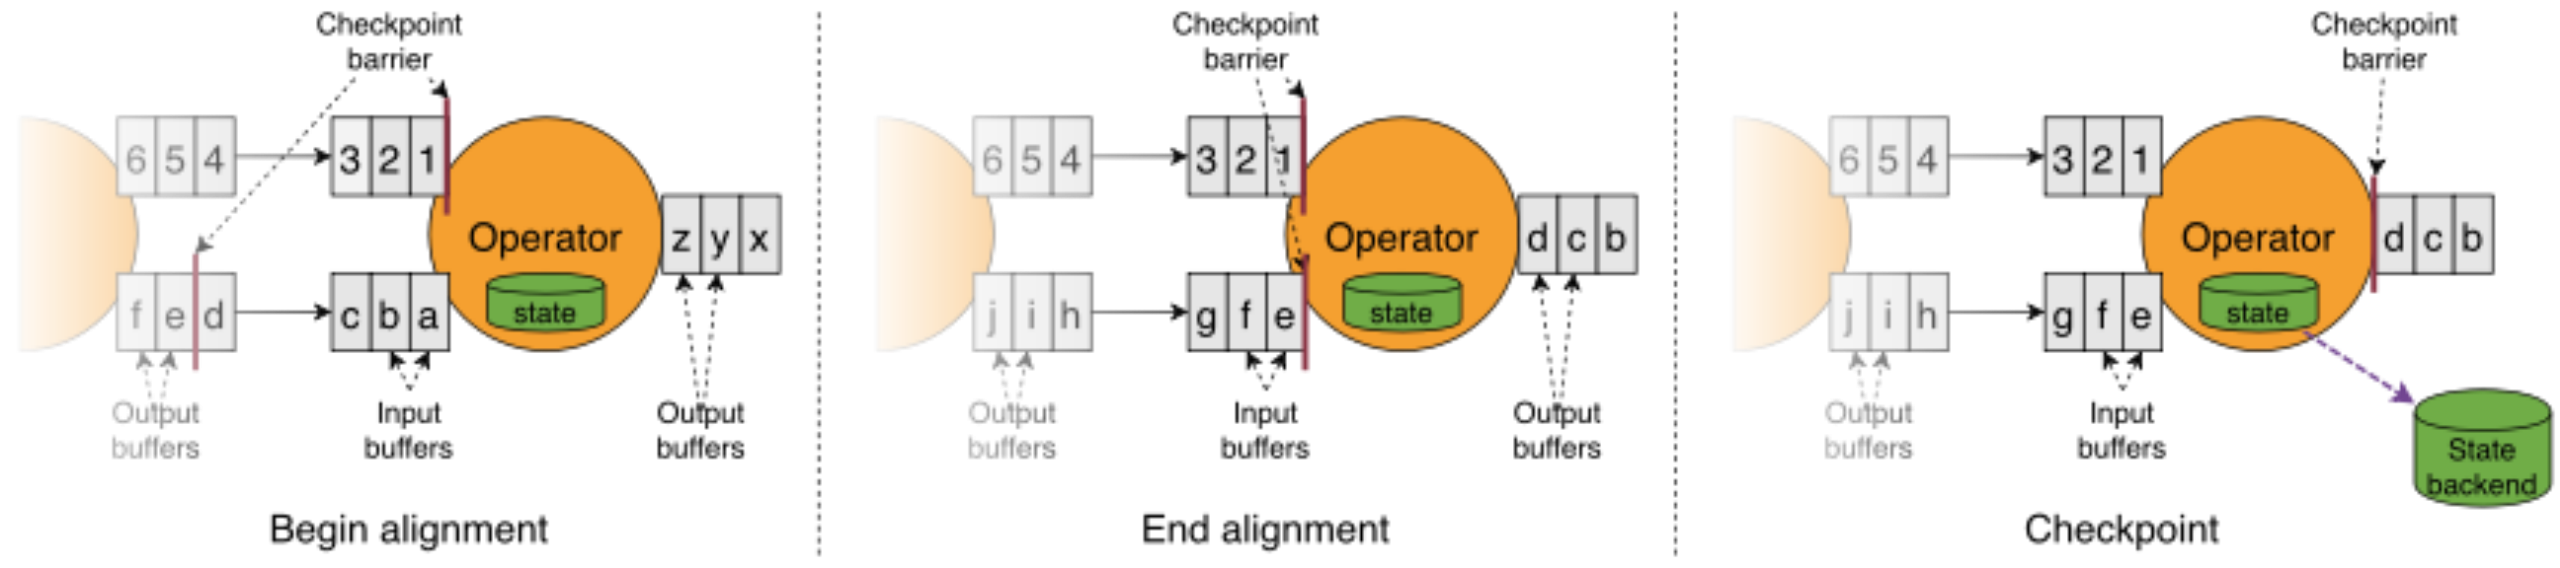 Checkpoint
barrier
6 5 4
3 2 1
Operator
state
z y x
f e d
c b a
Output
buffers
Input
buffers
Output
buffers
Begin alignment
Checkpoint
barrier
6 5 4
3 2 1
Operator
state
d c b
j i h
g f e
Output
buffers
Input
buffers
Output
buffers
End alignment
Checkpoint
barrier
6 5 4
3 2 1
Operator
state
d c b
j i h
g f e
Output
buffers
Input
buffers
State
backend
Checkpoint